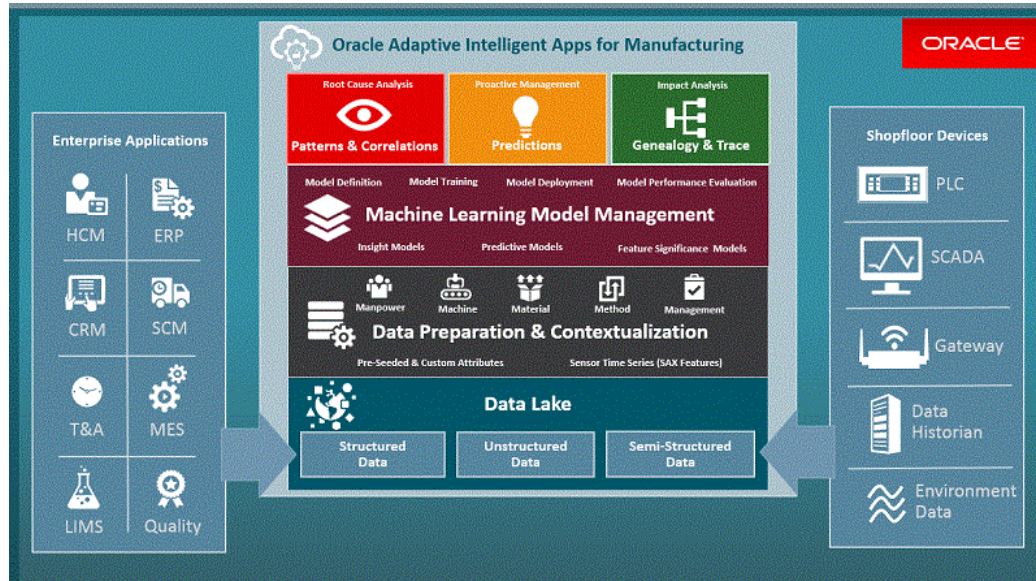 Oracle Adaptive Intelligent Apps for Manufacturing
ORACLE
Enterprise Applications
HCM
ERP
CRM
SCM
T&A
MES
LIMS
Quality
Root Cause Analysis
Patterns & Correlations
Proactive Management
Predictions
Impact Analysis
Genealogy & Trace
Model Definition
Model Training
Model Deployment
Model Performance Evaluation
Machine Learning Model Management
Insight Models
Predictive Models
Feature Significance Models
Manpower
Machine
Material
Method
Management
Data Preparation & Contextualization
Pre-Seeded & Custom Attributes
Sensor Time Series (SAX Features)
Data Lake
Structured
Data
Unstructured
Data
Semi-Structured
Data
Shopfloor Devices
PLC
SCADA
Gateway
Data
Historian
Environment
Data